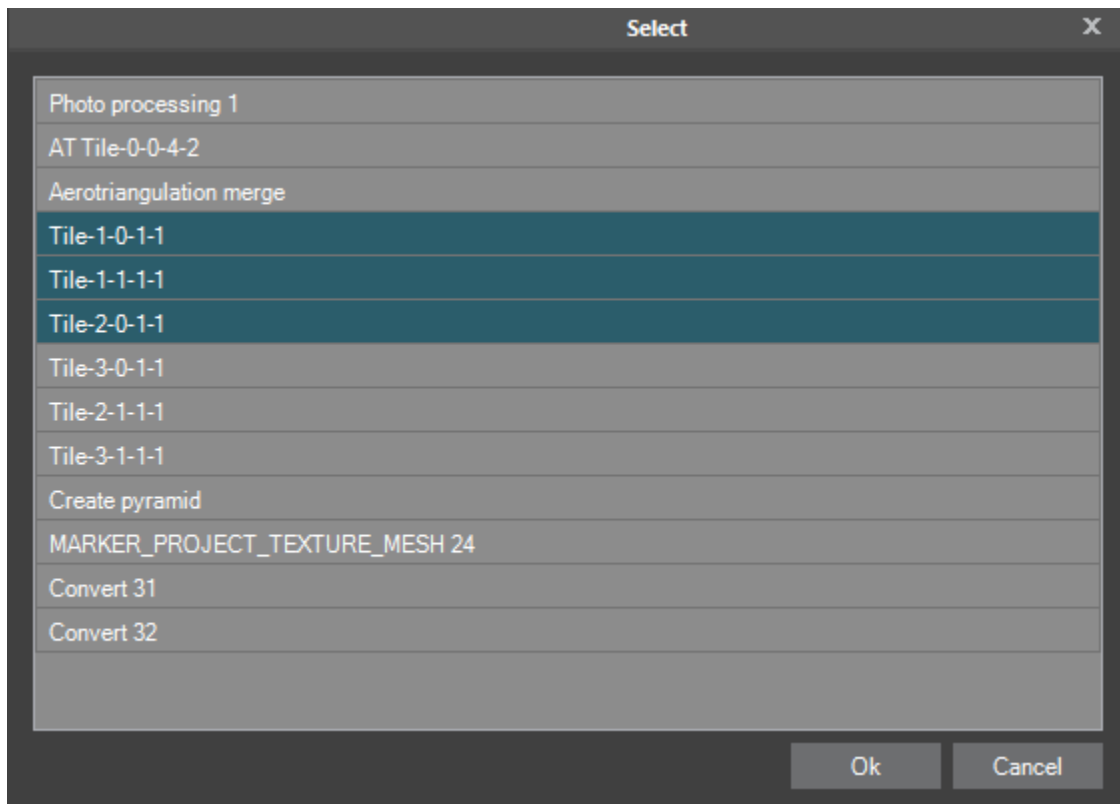 Select
X
Photo processing 1
AT Tile-0-0-4-2
Aerotriangulation merge
Tile-1-0-1-1
Tile-1-1-1-1
Tile-2-0-1-1
Tile-3-0-1-1
Tile-2-1-1-1
Tile-3-1-1-1
Create pyramid
MARKER_PROJECT_TEXTURE_MESH 24
Convert 31
Convert 32
Ok
Cancel